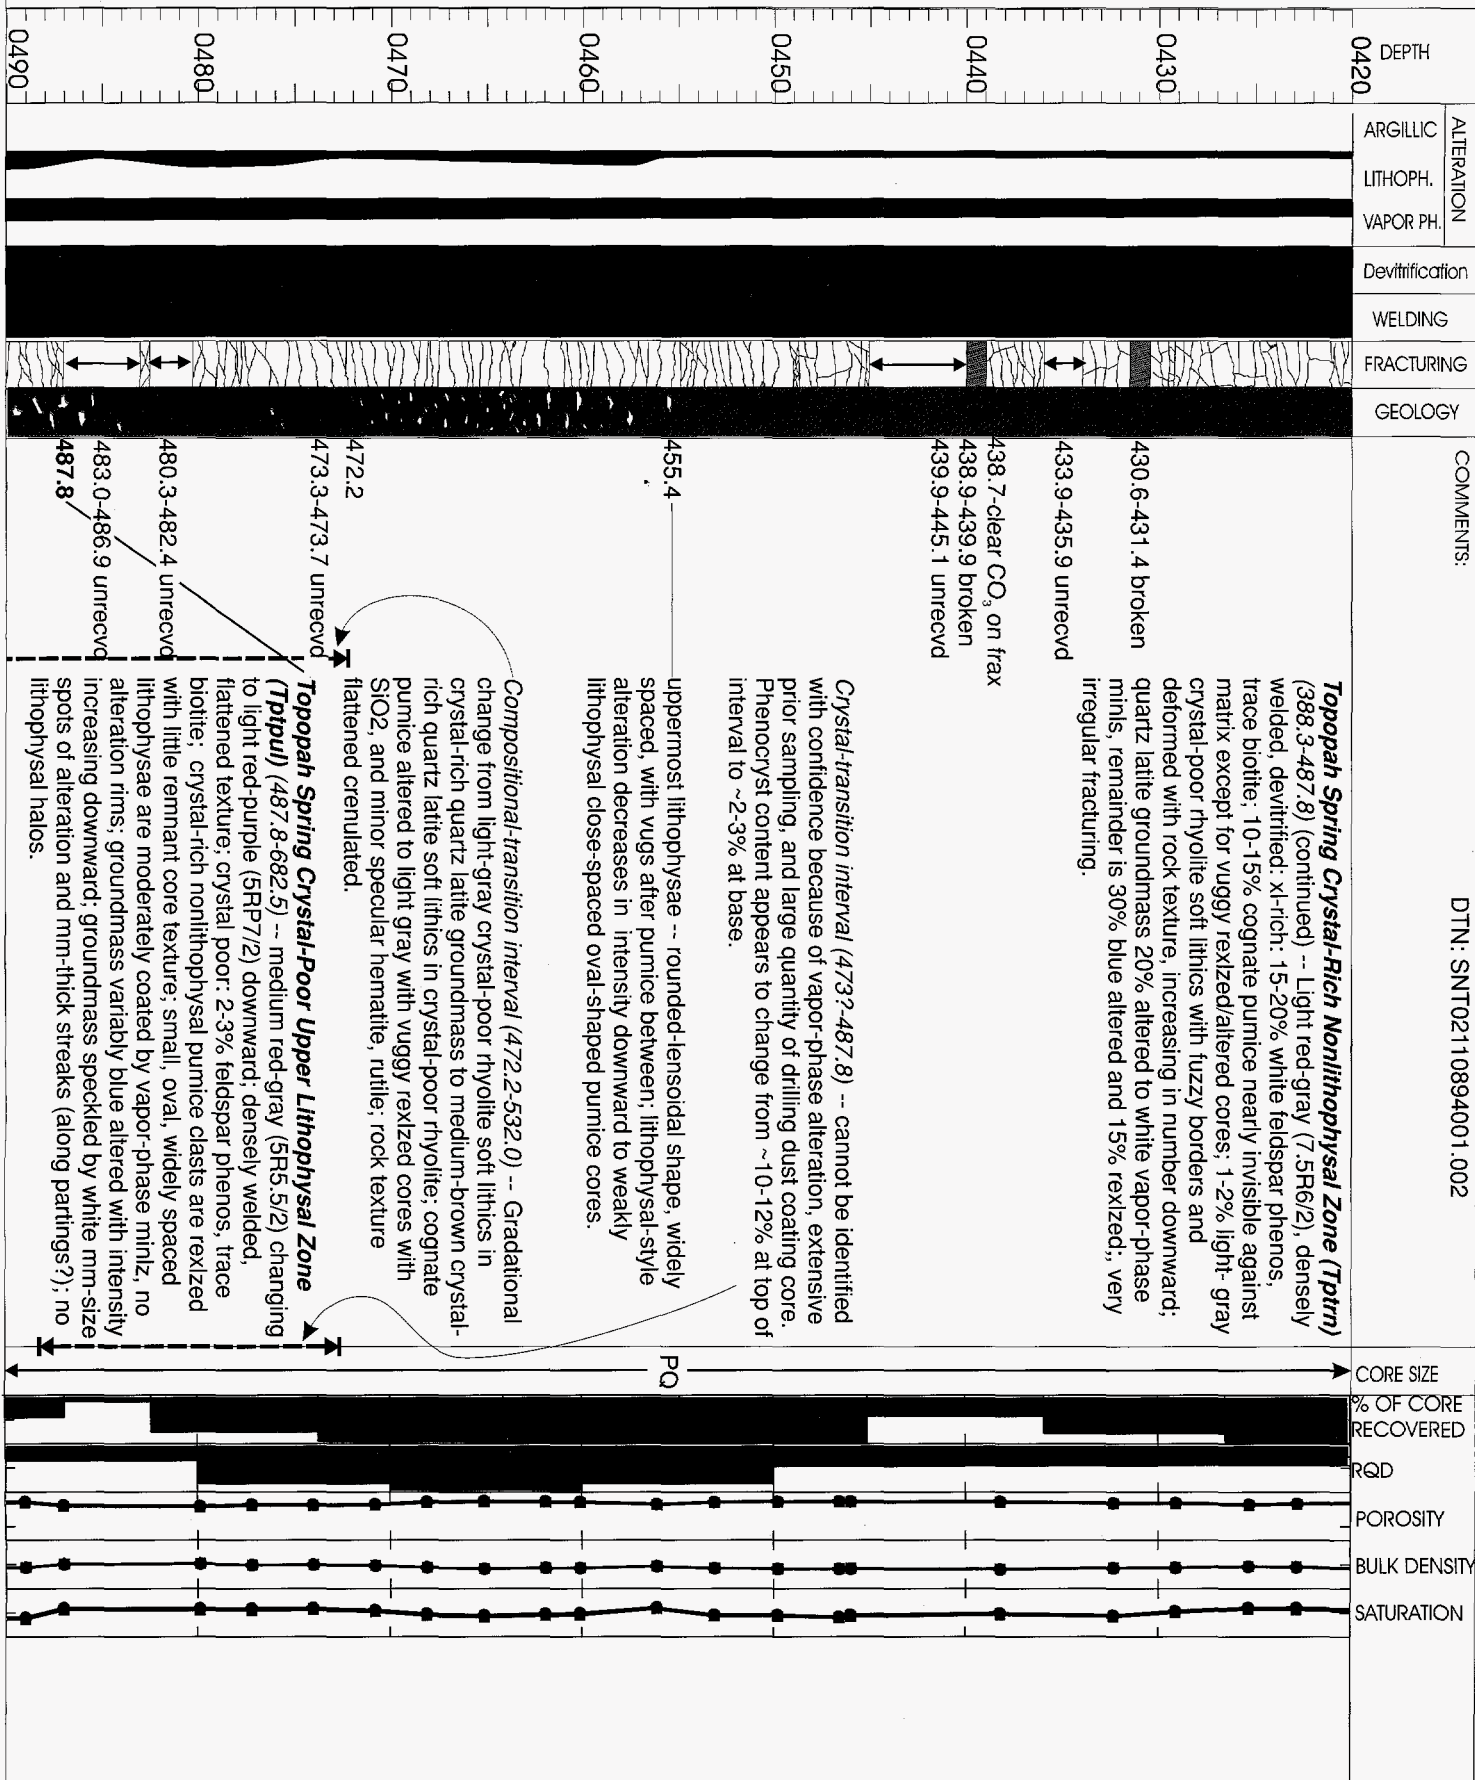 COMMENTS:
DTN: SNT02110894001.002
DEPTH
ALTERATION
ARGILLIC
LITHOPH.
VAPOR PH.
Devitrification
WELDING
FRACTURING
GEOLOGY
CORE SIZE
% OF CORE
RECOVERED
RQD
POROSITY
BULK DENSITY
SATURATION
0420
0430
0440
0450
0460
0470
0480
0490
430.6-431.4 broken
433.9-435.9 unrecvd
438.7-clear CO3 on frax
438.9-439.9 broken
439.9-445.1 unrecvd
455.4
472.2
473.3-473.7 unrecvd
480.3-482.4 unrecvd
483.0-486.9 unrecvd
487.8
Topopah Spring Crystal-Rich Nonlithophysal Zone (Tptrn)
(388.3-487.8) (continued) -- Light red-gray (7.5R6/2), densely
welded, devitrified: xl-rich: 15-20% white feldspar phenos,
trace biotite; 10-15% cognate pumice nearly invisible against
matrix except for vuggy rexlzed/altered cores; 1-2% light- gray
crystal-poor rhyolite soft lithics with fuzzy borders and
deformed with rock texture, increasing in number downward;
quartz latite groundmass 20% altered to white vapor-phase
minls, remainder is 30% blue altered and 15% rexlzed;, very
irregular fracturing.
Crystal-transition interval (473?-487.8) -- cannot be identified
with confidence because of vapor-phase alteration, extensive
prior sampling, and large quantity of drilling dust coating core.
Phenocryst content appears to change from ~10-12% at top of
interval to ~2-3% at base.
uppermost lithophysae -- rounded-lensoidal shape, widely
spaced, with vugs after pumice between; lithophysal-style
alteration decreases in intensity downward to weakly
lithophysal close-spaced oval-shaped pumice cores.
Compositional-transition interval (472.2-532.0) -- Gradational
change from light-gray crystal-poor rhyolite soft lithics in
crystal-rich quartz latite groundmass to medium-brown crystal-
rich quartz latite soft lithics in crystal-poor rhyolite; cognate
pumice altered to light gray with vuggy rexlzed cores with
SiO2, and minor specular hematite, rutile; rock texture
flattened crenulated.
Topopah Spring Crystal-Poor Upper Lithophysal Zone
(Tptpul) (487.8-682.5) -- medium red-gray (5R5.5/2) changing
to light red-purple (5RP7/2) downward; densely welded,
flattened texture; crystal poor: 2-3% feldspar phenos, trace
biotite; crystal-rich nonlithophysal pumice clasts are rexlzed
with little remnant core texture; small, oval, widely spaced
lithophysae are moderately coated by vapor-phase minlz, no
alteration rims; groundmass variably blue altered with intensity
increasing downward; groundmass speckled by white mm-size
spots of alteration and mm-thick streaks (along partings?); no
lithophysal halos.
PQ